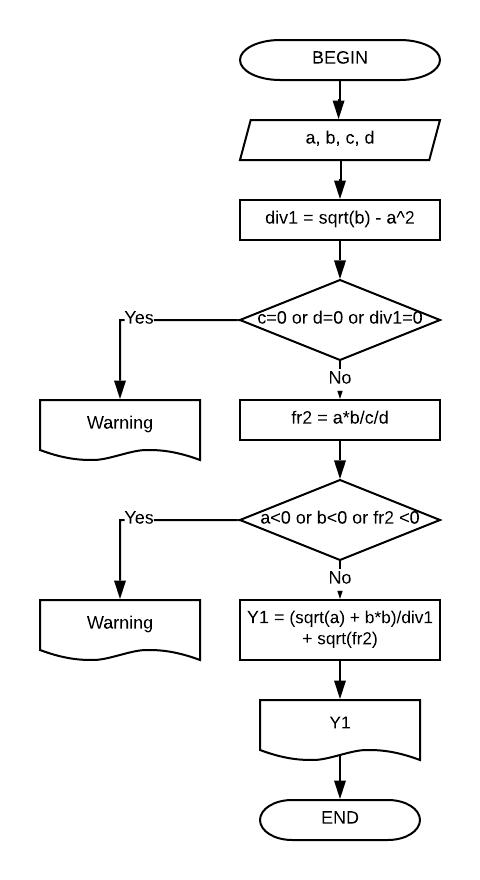 BEGIN
a, b, c, d
div1 = sqrt(b) - a^2
c=0 or d=0 or div1=0
Yes
No
Warning
fr2 = a*b/c/d
a<0 or b<0 or fr2 <0
Yes
No
Warning
Y1 = (sqrt(a) + b*b)/div1
+ sqrt(fr2)
Y1
END